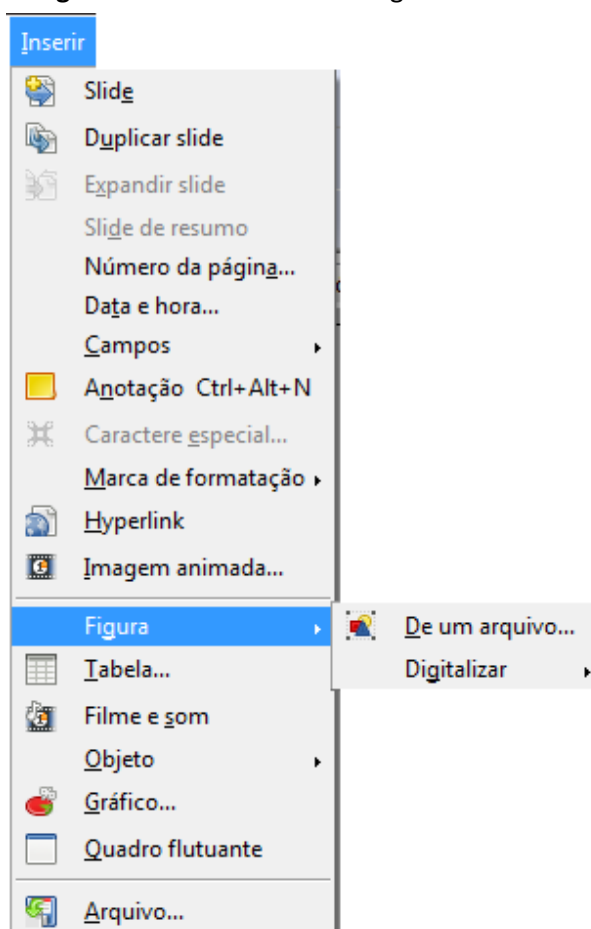 Inserir
Slide
Duplicar slide
Expandir slide
Slide de resumo
Número da página...
Data e hora...
Campos
Anotação Ctrl+Alt+N
Caractere especial...
Marca de formatação
Hyperlink
Imagem animada...
Figura
De um arquivo...
Tabela...
Digitalizar
Filme e som
Objeto
Gráfico...
Quadro flutuante
Arquivo...